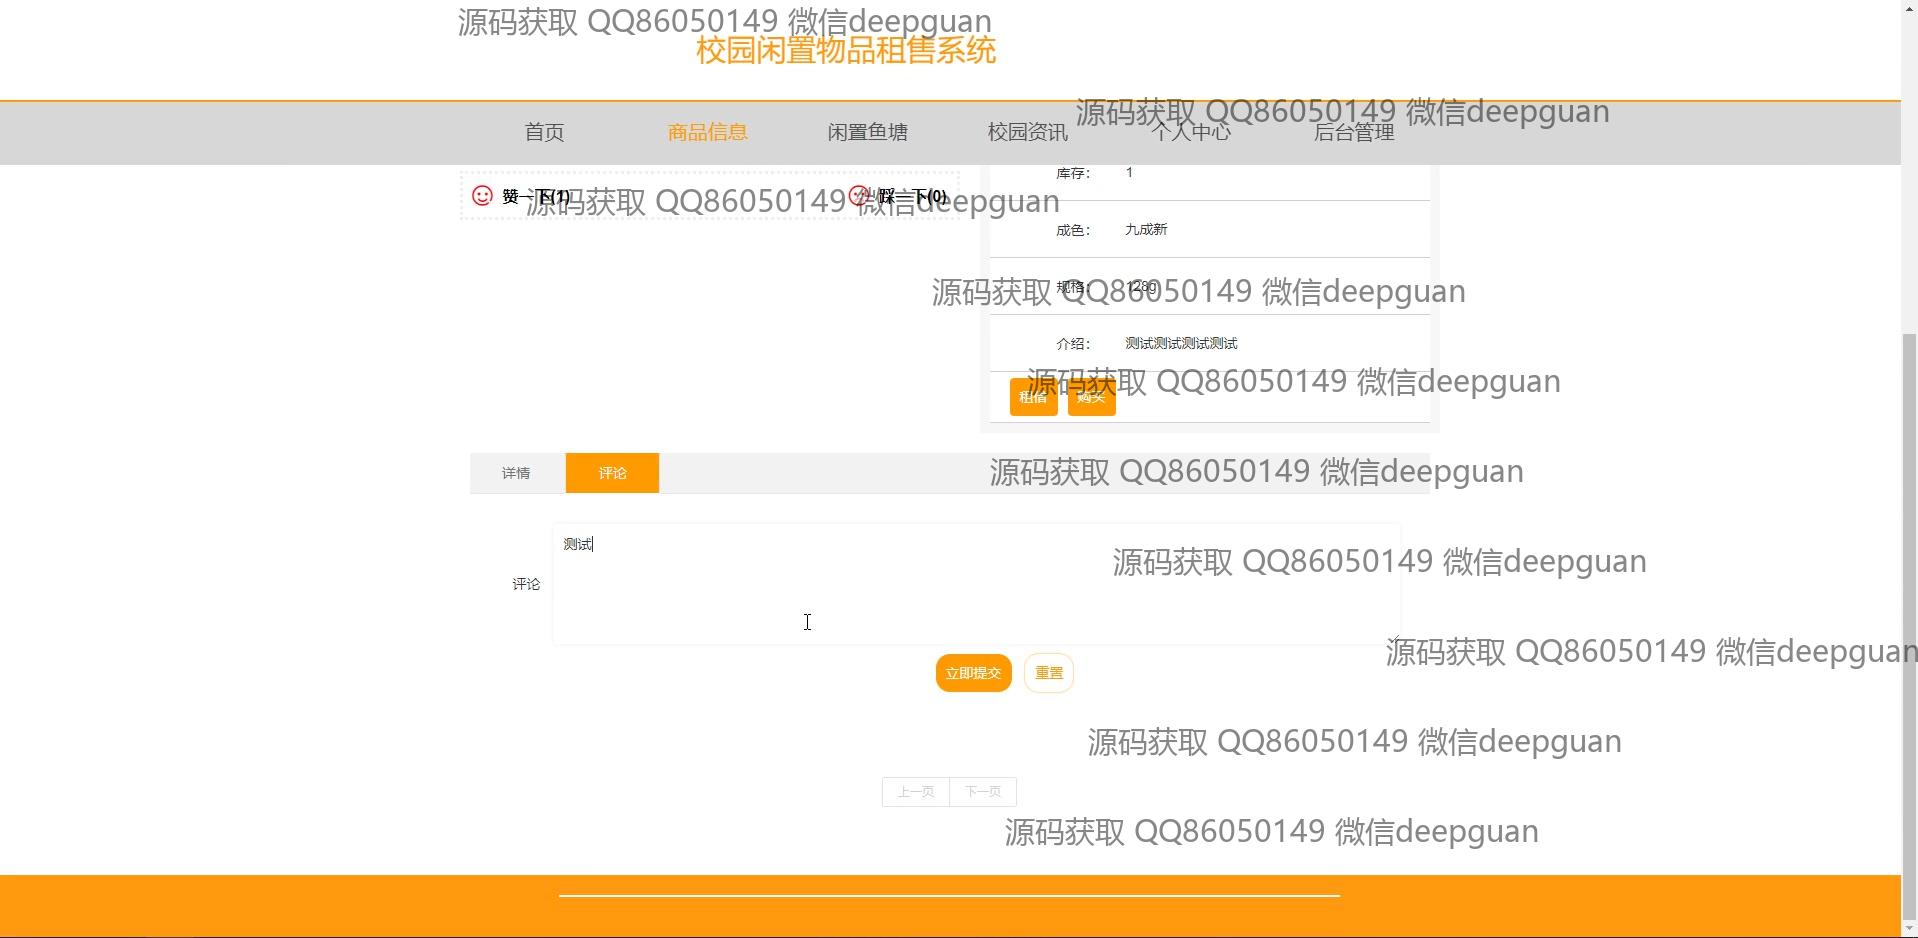 源码获取 QQ86050149 微信deepguan
校园闲置物品租售系统
源码获取 QQ86050149 微信deepguan
首页 商品信息 闲置鱼塘 校园资讯 个人中心 后台管理
库存： 1
赞一下(1) 踩一下(0)
源码获取 QQ86050149 微信deepguan
成色： 九成新
规格： 128g
源码获取 QQ86050149 微信deepguan
介绍： 测试测试测试测试
源码获取 QQ86050149 微信deepguan
租借 购买
详情 评论
源码获取 QQ86050149 微信deepguan
测试
源码获取 QQ86050149 微信deepguan
评论
源码获取 QQ86050149 微信deepguan
立即提交 重置
源码获取 QQ86050149 微信deepguan
上一页 下一页
源码获取 QQ86050149 微信deepguan